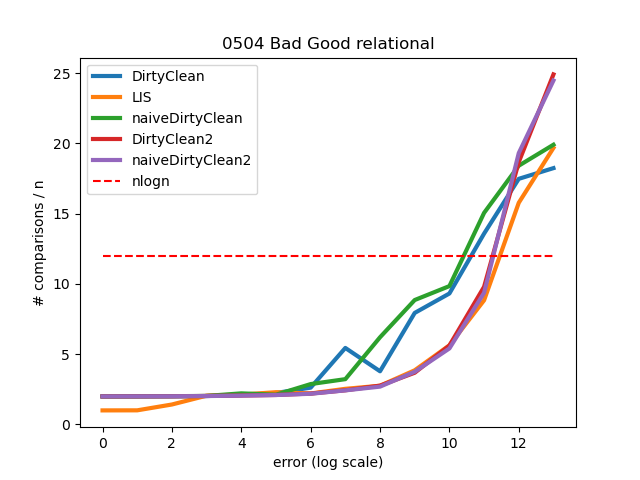 0504 Bad Good relational
DirtyClean
LIS
naiveDirtyClean
DirtyClean2
naiveDirtyClean2
nlogn
25
20
15
10
5
0
# comparisons / n
0 2 4 6 8 10 12
error (log scale)